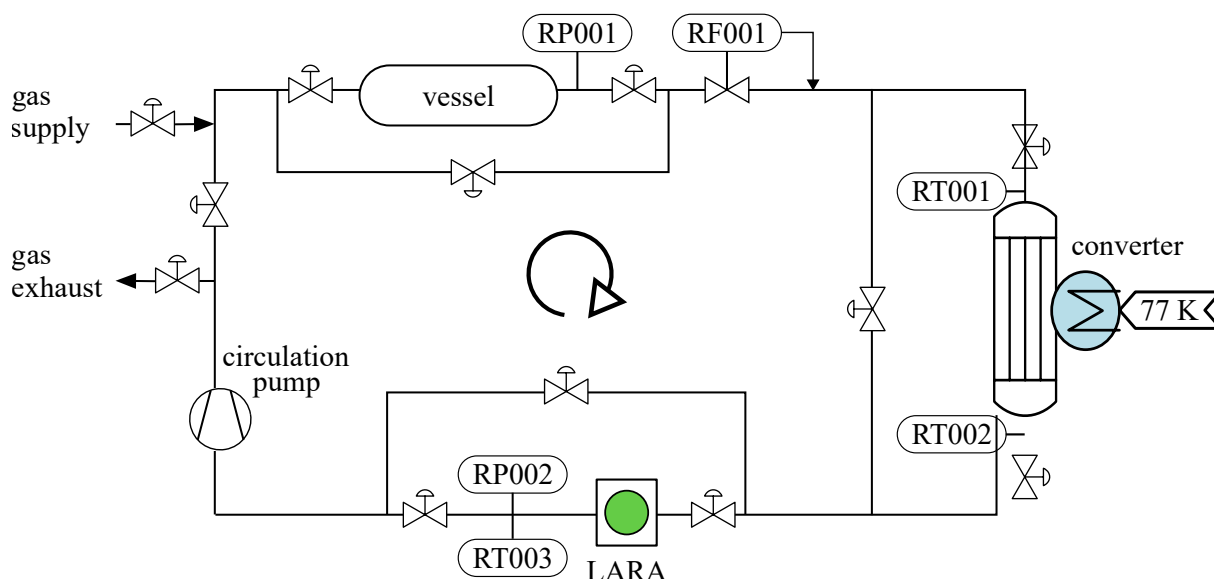 RP001
RF001
gas
supply
vessel
RT001
gas
exhaust
converter
77 K
circulation
pump
RT002
RP002
RT003
LARA